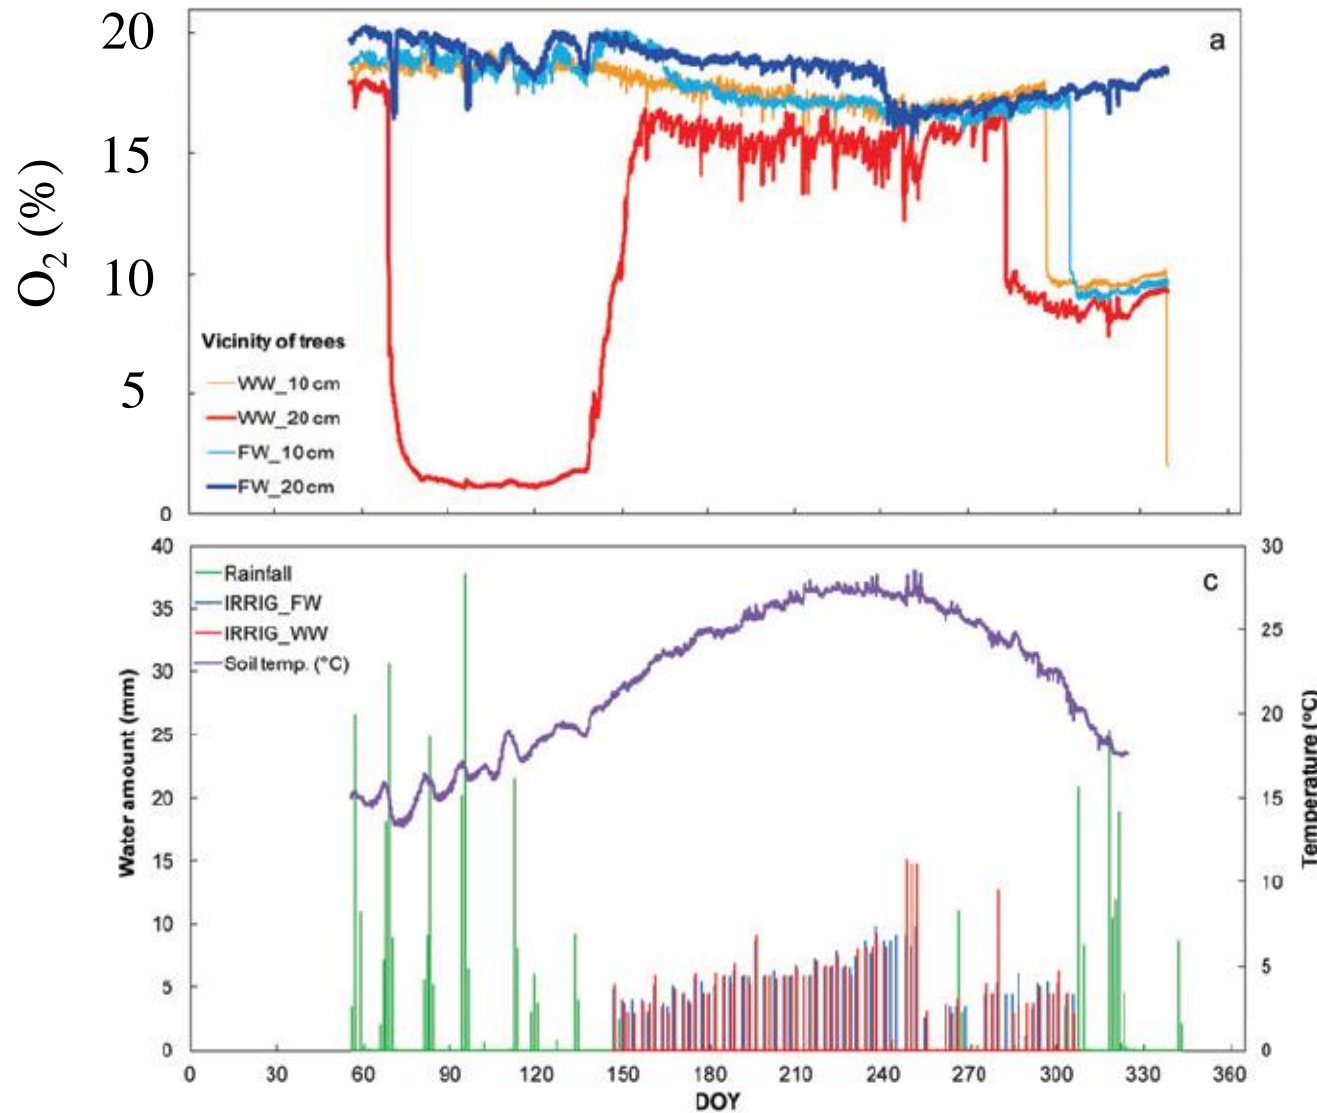 a
O₂ (%)
20
15
10
5
0
Vicinity of trees
WW_10 cm
WW_20 cm
FW_10 cm
FW_20 cm
c
Rainfall
IRRIG_FW
IRRIG_WW
Soil temp. (°C)
Water amount (mm)
40
35
30
25
20
15
10
5
0
Temperature (°C)
30
25
20
15
10
5
0
0 30 60 90 120 150 180 210 240 270 300 330 360
DOY